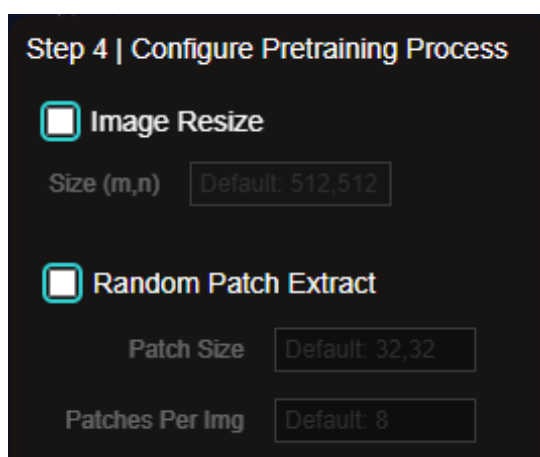 Step 4 | Configure Pretraining Process
Image Resize
Size (m,n) Default: 512,512
Random Patch Extract
Patch Size Default: 32,32
Patches Per Img Default: 8